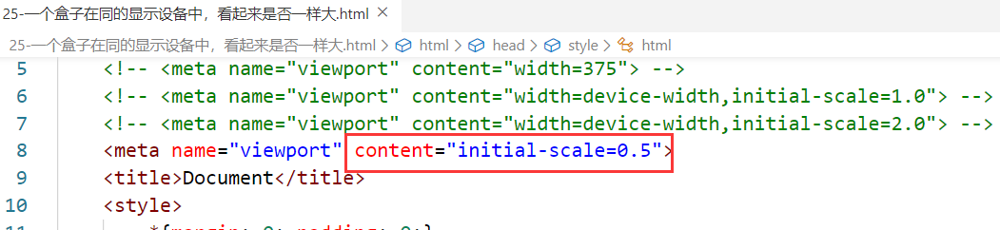 25-一个盒子在同的显示设备中，看起来是否一样大.html ×
25-一个盒子在同的显示设备中，看起来是否一样大.html > html > head > style > html
5 <!-- <meta name="viewport" content="width=375"> -->
6 <!-- <meta name="viewport" content="width=device-width,initial-scale=1.0"> -->
7 <!-- <meta name="viewport" content="width=device-width,initial-scale=2.0"> -->
8 <meta name="viewport" content="initial-scale=0.5">
9 <title>Document</title>
10 <style>
11 *{margin: 0; padding: 0;}